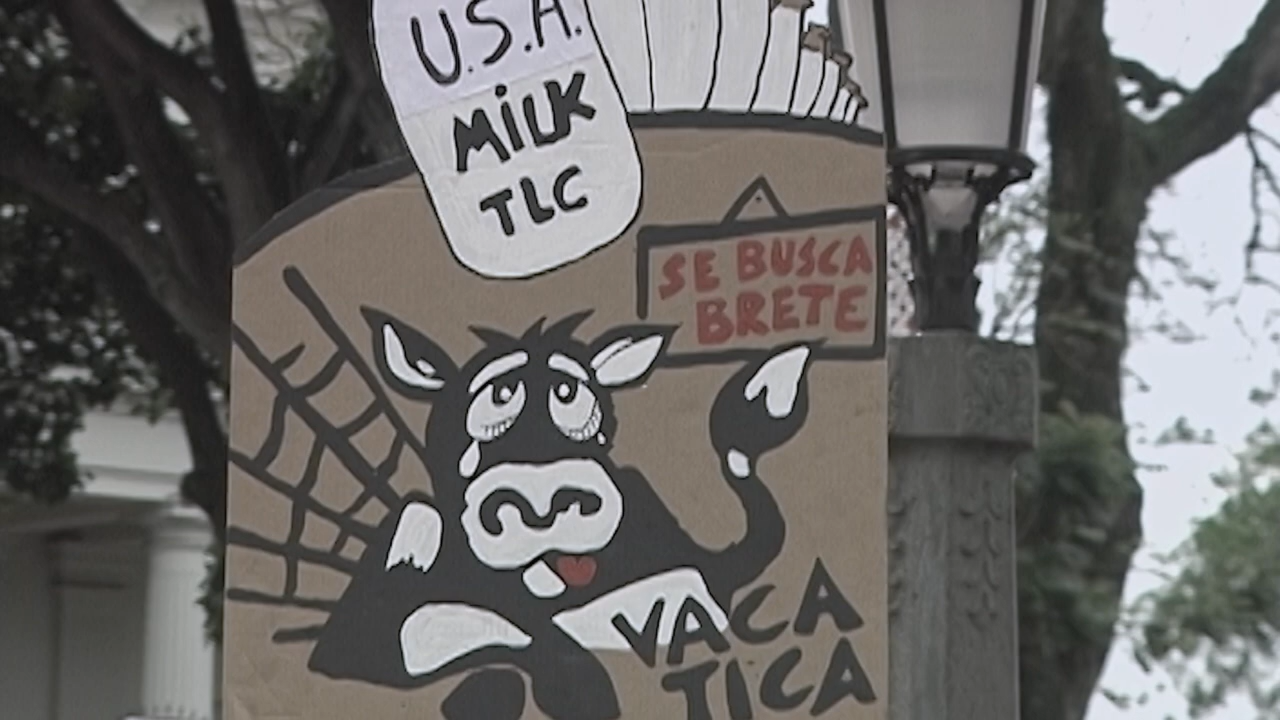 U.S.A.
MiLK
TLC
SE BUSCA
BRETE
VACA
TICA